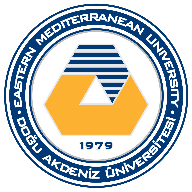 · EASTERN MEDITERRANEAN UNIVERSITY ·
DOĞU AKDENİZ ÜNİVERSİTESİ
1979